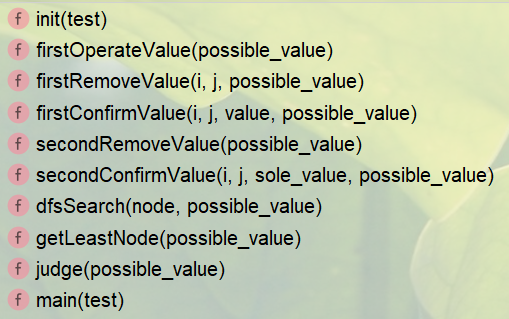 f init(test)
f firstOperateValue(possible_value)
f firstRemoveValue(i, j, possible_value)
f firstConfirmValue(i, j, value, possible_value)
f secondRemoveValue(possible_value)
f secondConfirmValue(i, j, sole_value, possible_value)
f dfsSearch(node, possible_value)
f getLeastNode(possible_value)
f judge(possible_value)
f main(test)